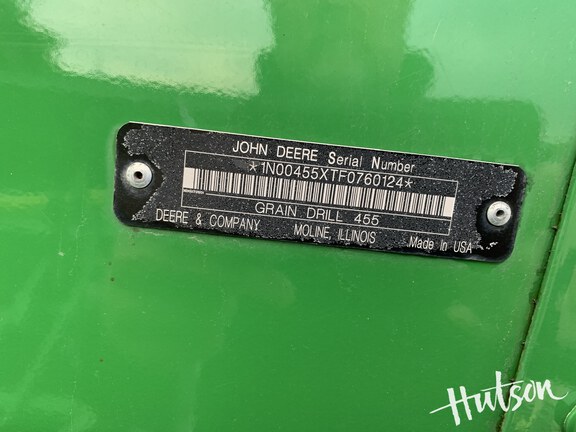 JOHN DEERE Serial Number
*1N00455XTF0760124*
GRAIN DRILL 455
DEERE & COMPANY MOLINE, ILLINOIS Made In USA
Hutson